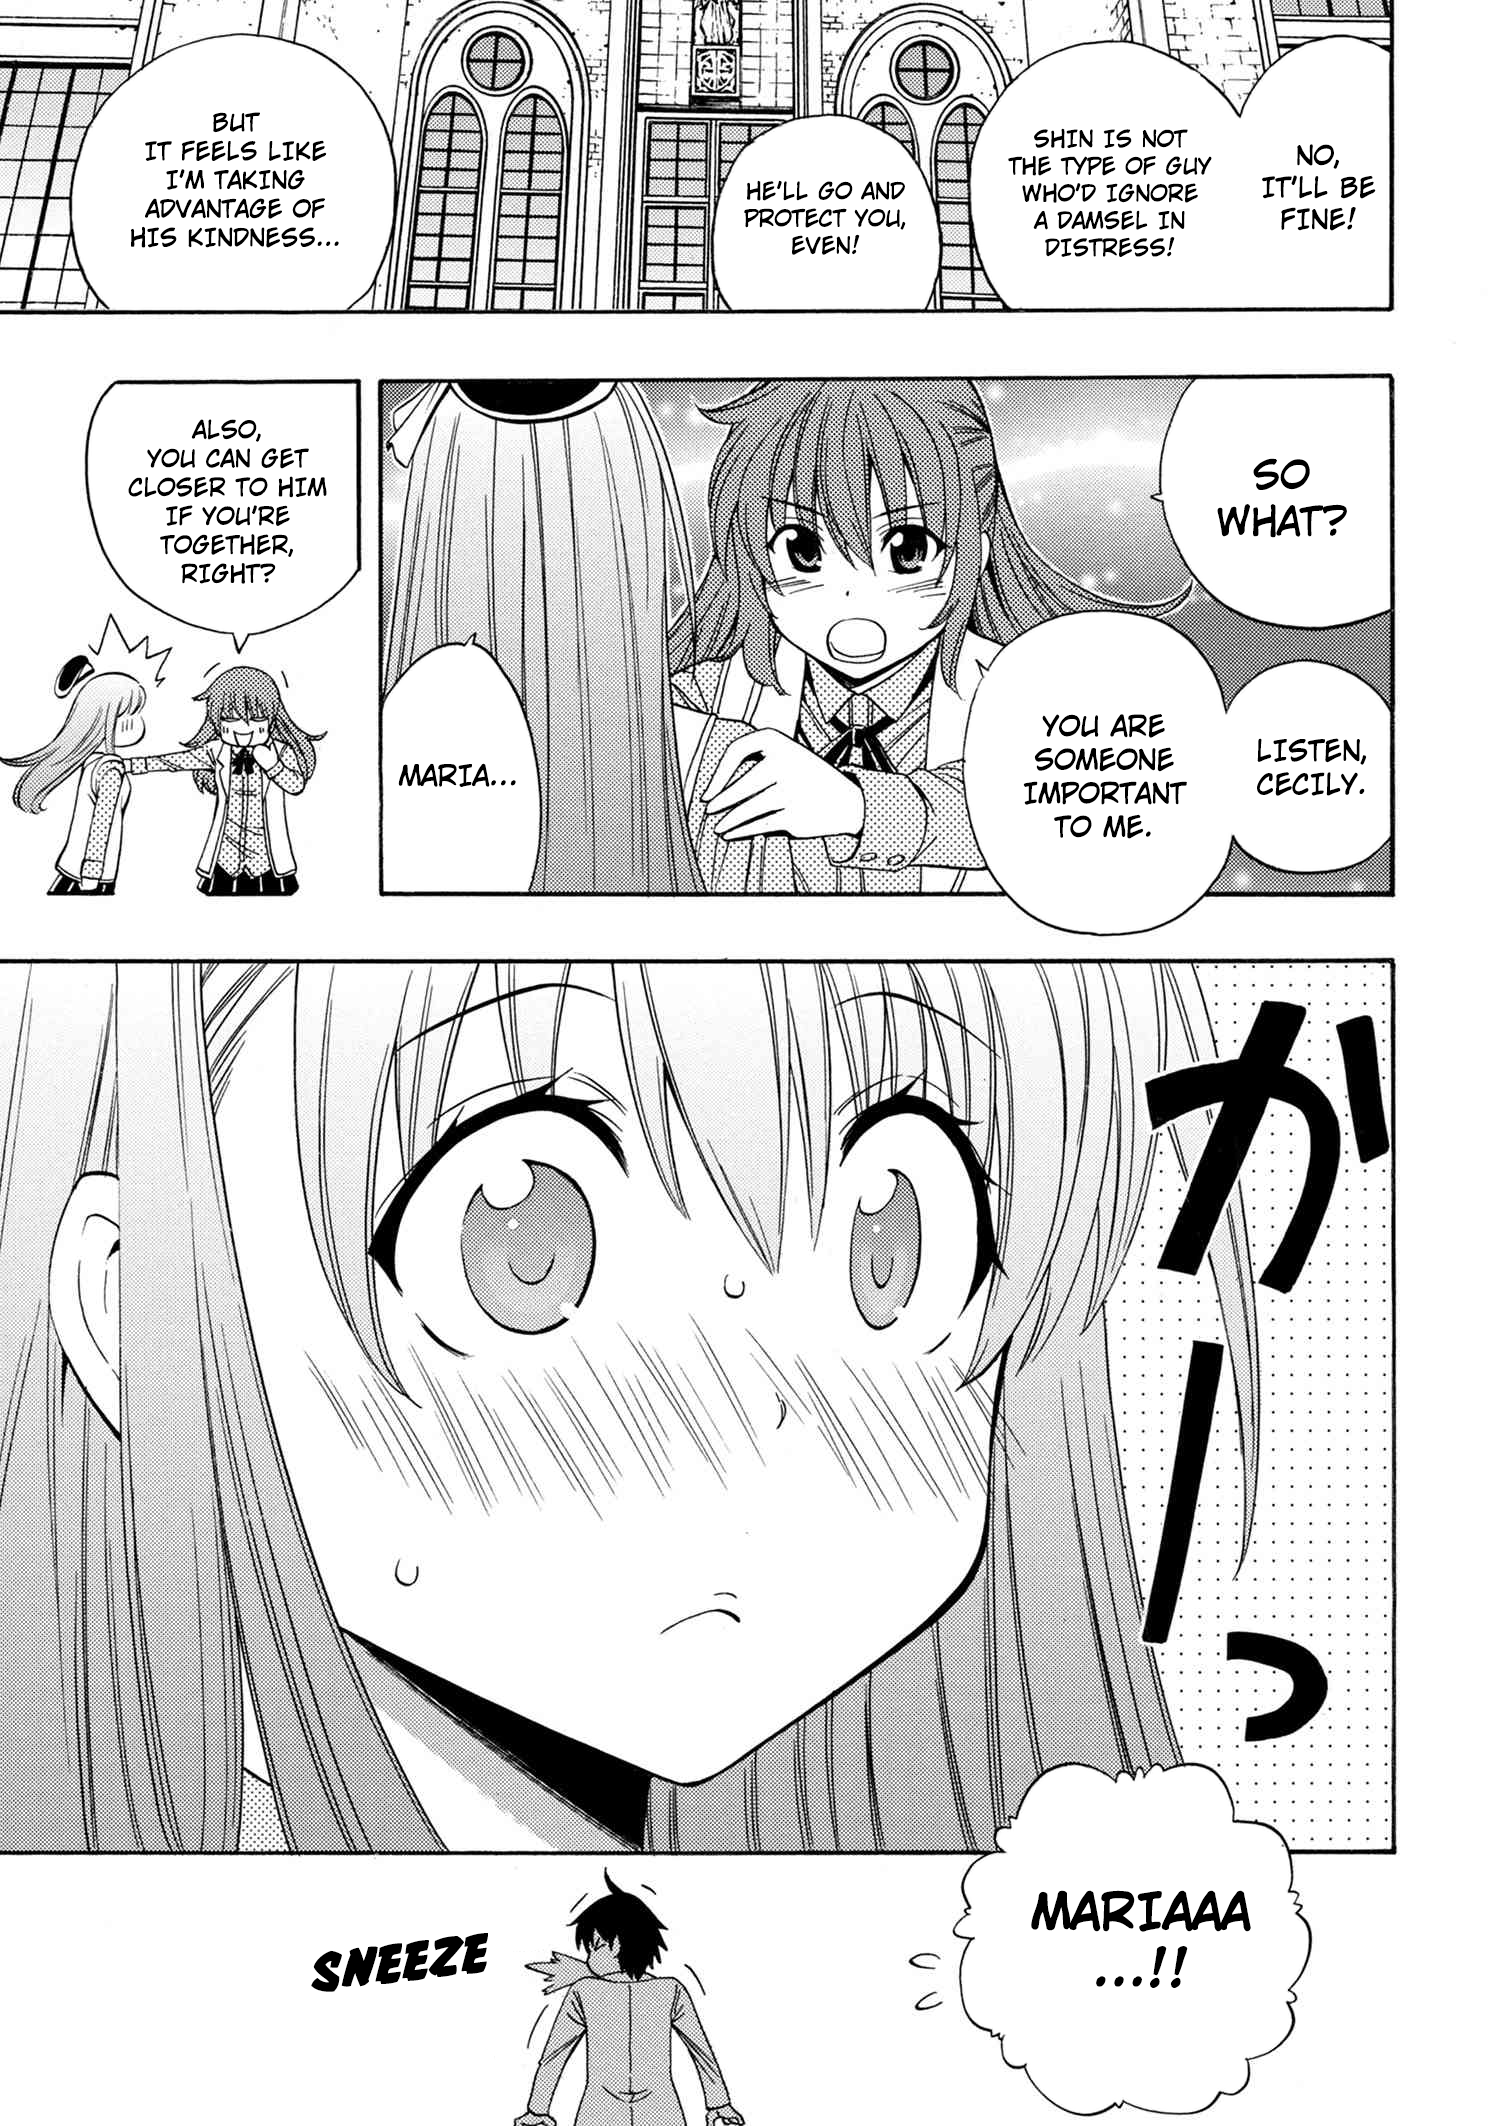 NO,
IT'LL BE
FINE!
SHIN IS NOT
THE TYPE OF GUY
WHO'D IGNORE
A DAMSEL IN
DISTRESS!
HE'LL GO AND
PROTECT YOU,
EVEN!
BUT
IT FEELS LIKE
I'M TAKING
ADVANTAGE OF
HIS KINDNESS...
SO
WHAT?
LISTEN,
CECILY.
YOU ARE
SOMEONE
IMPORTANT
TO ME.
MARIA...
ALSO,
YOU CAN GET
CLOSER TO HIM
IF YOU'RE
TOGETHER,
RIGHT?
かーっ
MARIAAA
...!!
SNEEZE